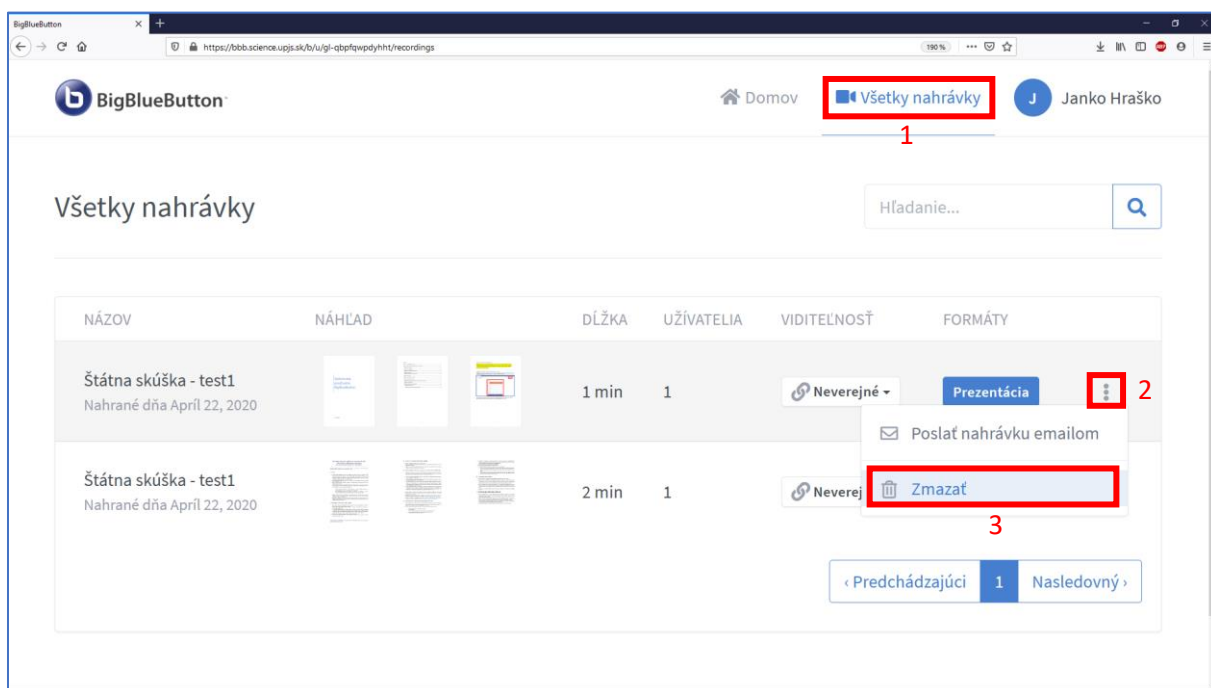 BigBlueButton
https://bbb.science.upjs.sk/b/u/gl-qbpfqwpdyhht/recordings
190 %
BigBlueButton
Domov
Všetky nahrávky
J
Janko Hraško
1
Všetky nahrávky
Hľadanie...
NÁZOV NÁHĽAD DĹŽKA UŽÍVATELIA VIDITEĽNOSŤ FORMÁTY
Štátna skúška - test1
Nahrané dňa Apríl 22, 2020
1 min 1 Neverejné Prezentácia 2
Poslať nahrávku emailom
Štátna skúška - test1
Nahrané dňa Apríl 22, 2020
2 min 1 Neverej Zmazať
3
‹ Predchádzajúci 1 Nasledovný ›